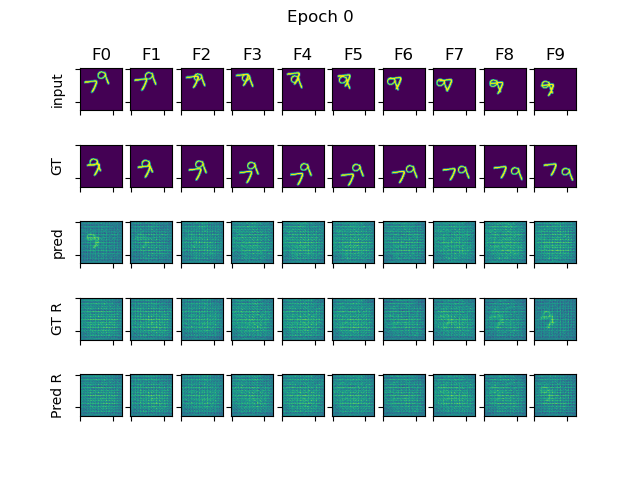 Epoch 0
F0 F1 F2 F3 F4 F5 F6 F7 F8 F9
input
GT
pred
GT R
Pred R